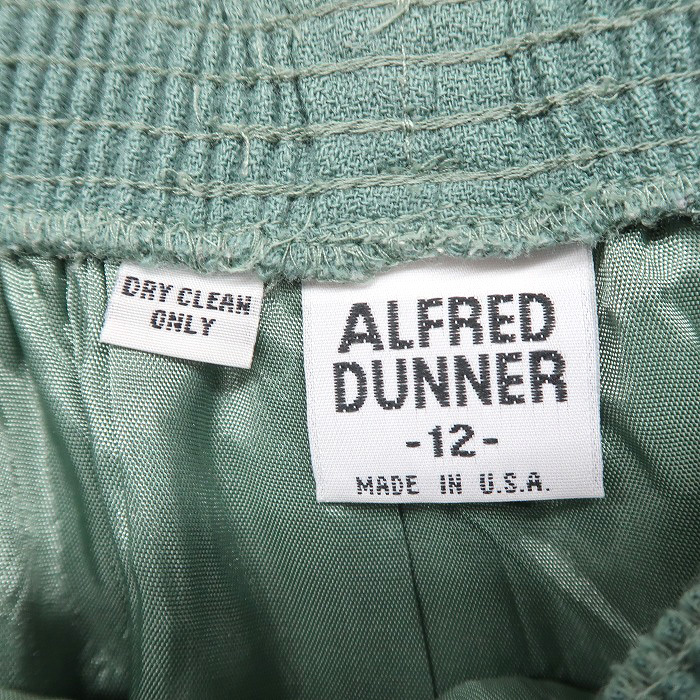 DRY CLEAN
ONLY
ALFRED
DUNNER
-12-
MADE IN U.S.A.